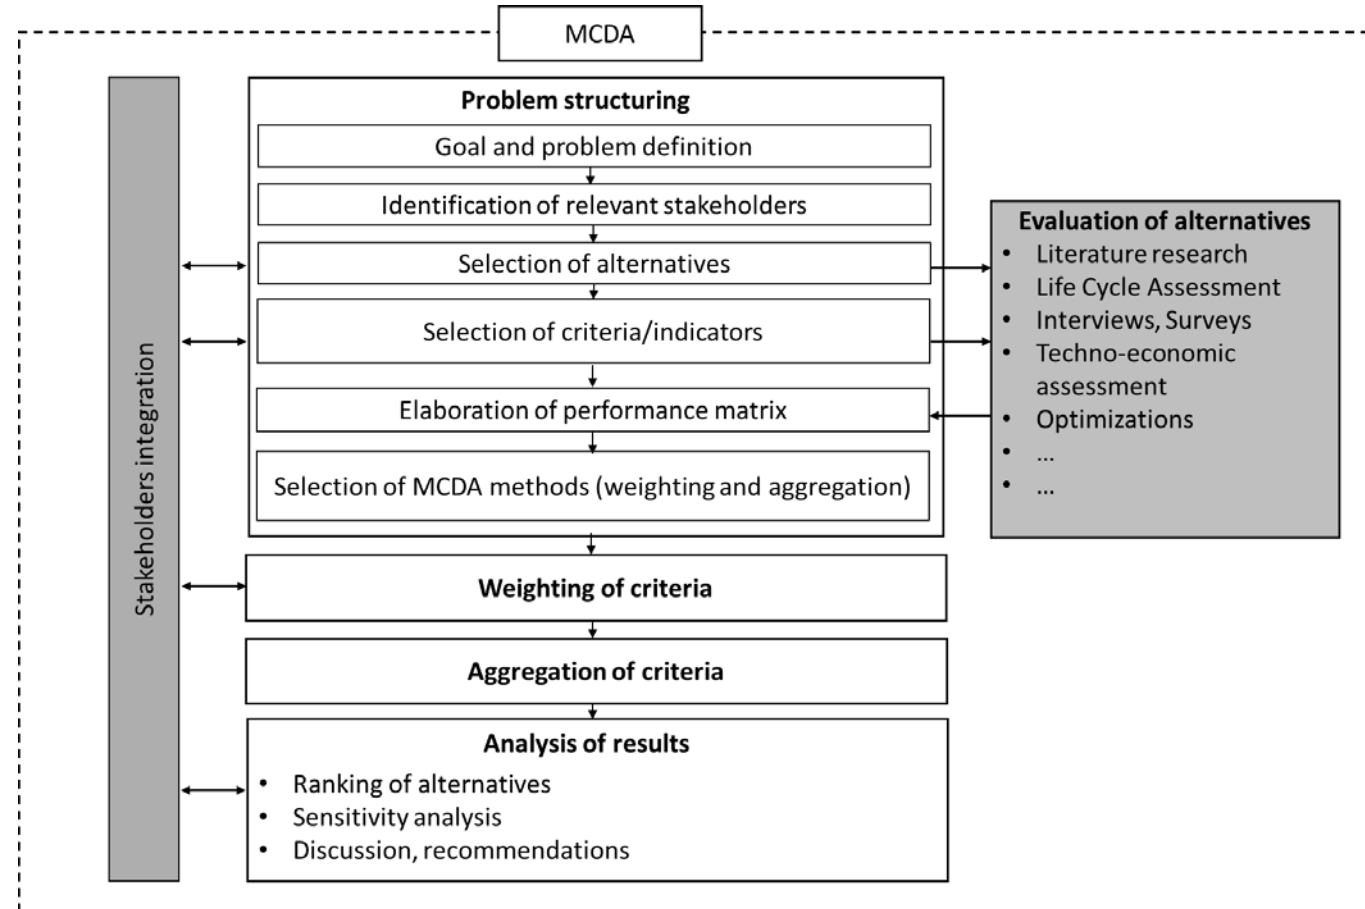 MCDA
Stakeholders integration
Problem structuring
Goal and problem definition
Identification of relevant stakeholders
Selection of alternatives
Selection of criteria/indicators
Elaboration of performance matrix
Selection of MCDA methods (weighting and aggregation)
Evaluation of alternatives
• Literature research
• Life Cycle Assessment
• Interviews, Surveys
• Techno-economic
assessment
• Optimizations
• ...
• ...
Weighting of criteria
Aggregation of criteria
Analysis of results
• Ranking of alternatives
• Sensitivity analysis
• Discussion, recommendations